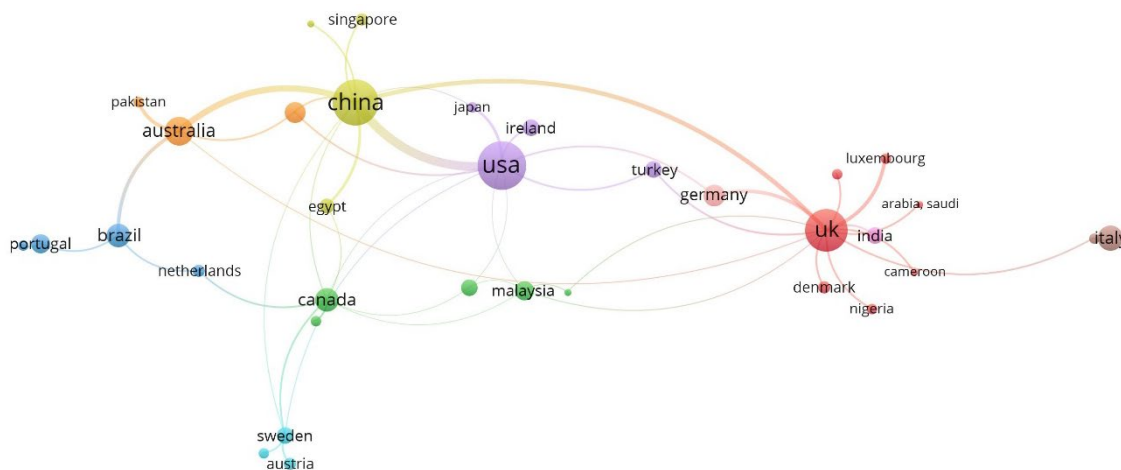 singapore
pakistan
china
japan
australia
ireland
usa
luxembourg
turkey
germany
arabia, saudi
egypt
uk
india
italy
portugal
brazil
netherlands
cameroon
canada
malaysia
denmark
nigeria
sweden
austria